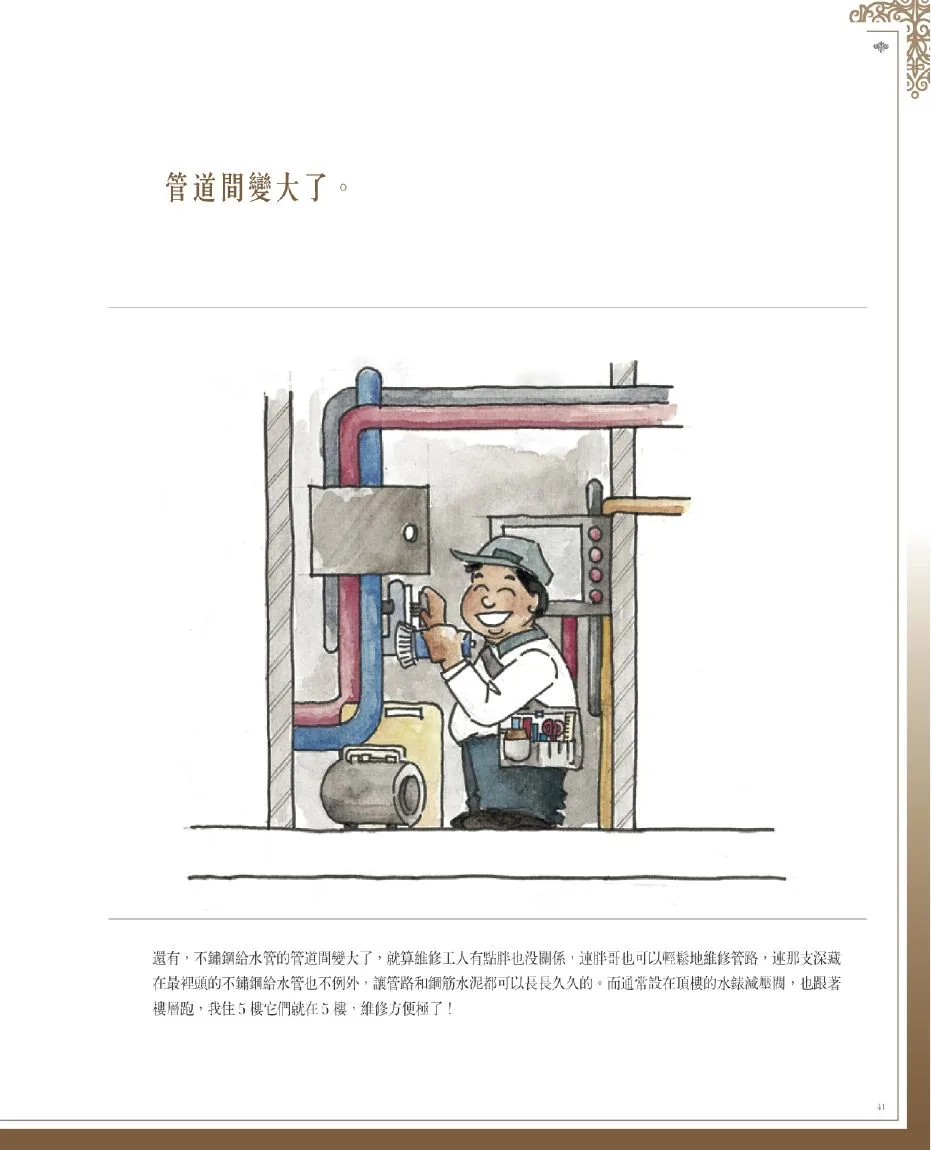 管道間變大了。
還有，不鏽鋼給水管的管道間變大了，就算維修工人有點胖也没關係，連胖哥也可以輕鬆地維修管路，連那支深藏
在最裡頭的不鏽鋼給水管也不例外，讓管路和鋼筋水泥都可以長長久久的。而通常設在頂樓的水錶減壓閥，也跟著
樓層跑，我住5樓它們就在5樓，維修方便極了！
41